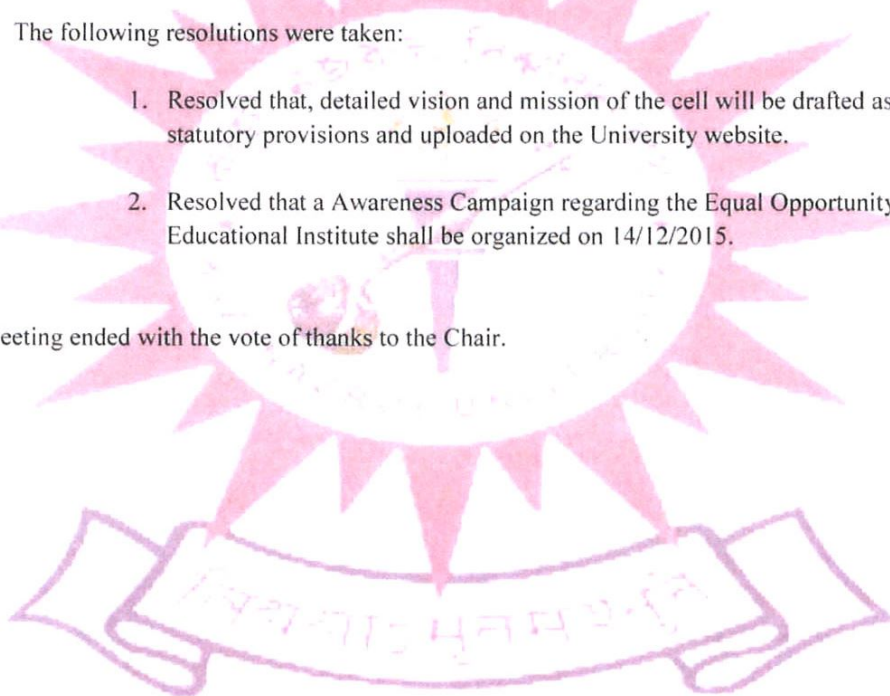 The following resolutions were taken:
1. Resolved that, detailed vision and mission of the cell will be drafted as
statutory provisions and uploaded on the University website.
2. Resolved that a Awareness Campaign regarding the Equal Opportunity
Educational Institute shall be organized on 14/12/2015.
eeting ended with the vote of thanks to the Chair.